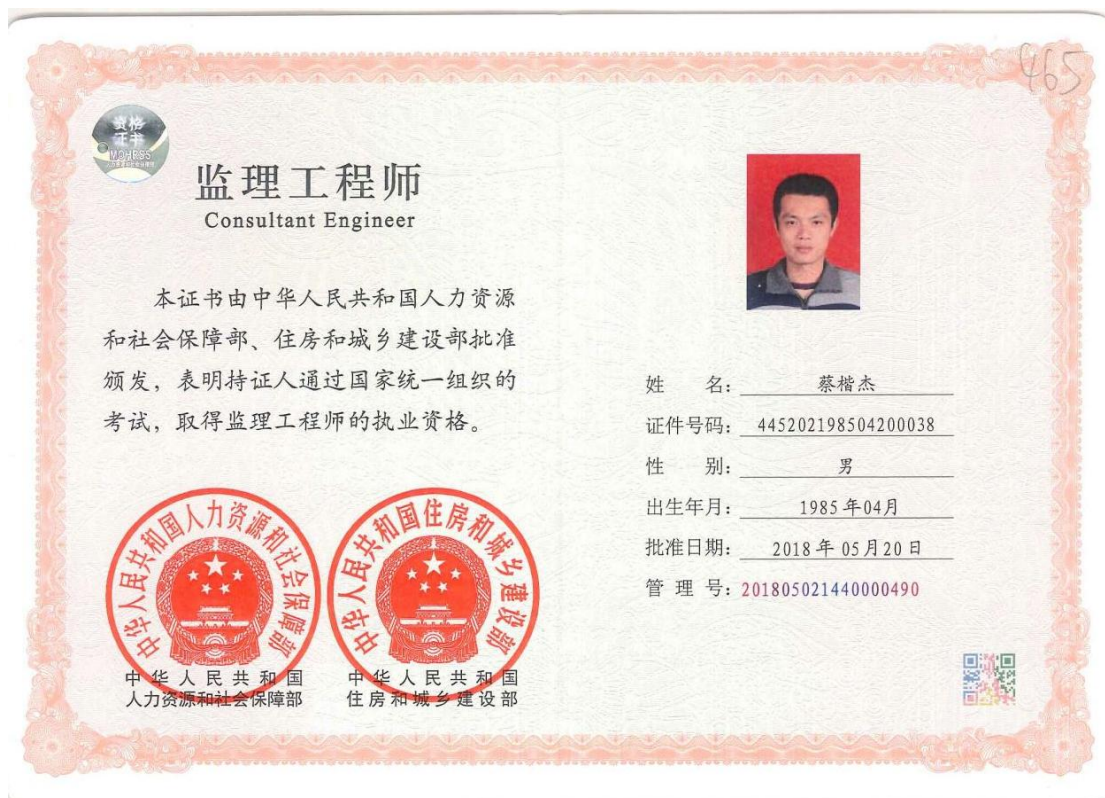 465
资格
证书
MOHRSS
监理工程师
Consultant Engineer
本证书由中华人民共和国人力资源
和社会保障部、住房和城乡建设部批准
颁发，表明持证人通过国家统一组织的
考试，取得监理工程师的执业资格。
中华人民共和国人力资源和社会保障部
中华人民共和国住房和城乡建设部
中华人民共和国
人力资源和社会保障部
中华人民共和国
住房和城乡建设部
姓 名： 蔡楷杰
证件号码： 445202198504200038
性 别： 男
出生年月： 1985年04月
批准日期： 2018年05月20日
管 理 号：201805021440000490